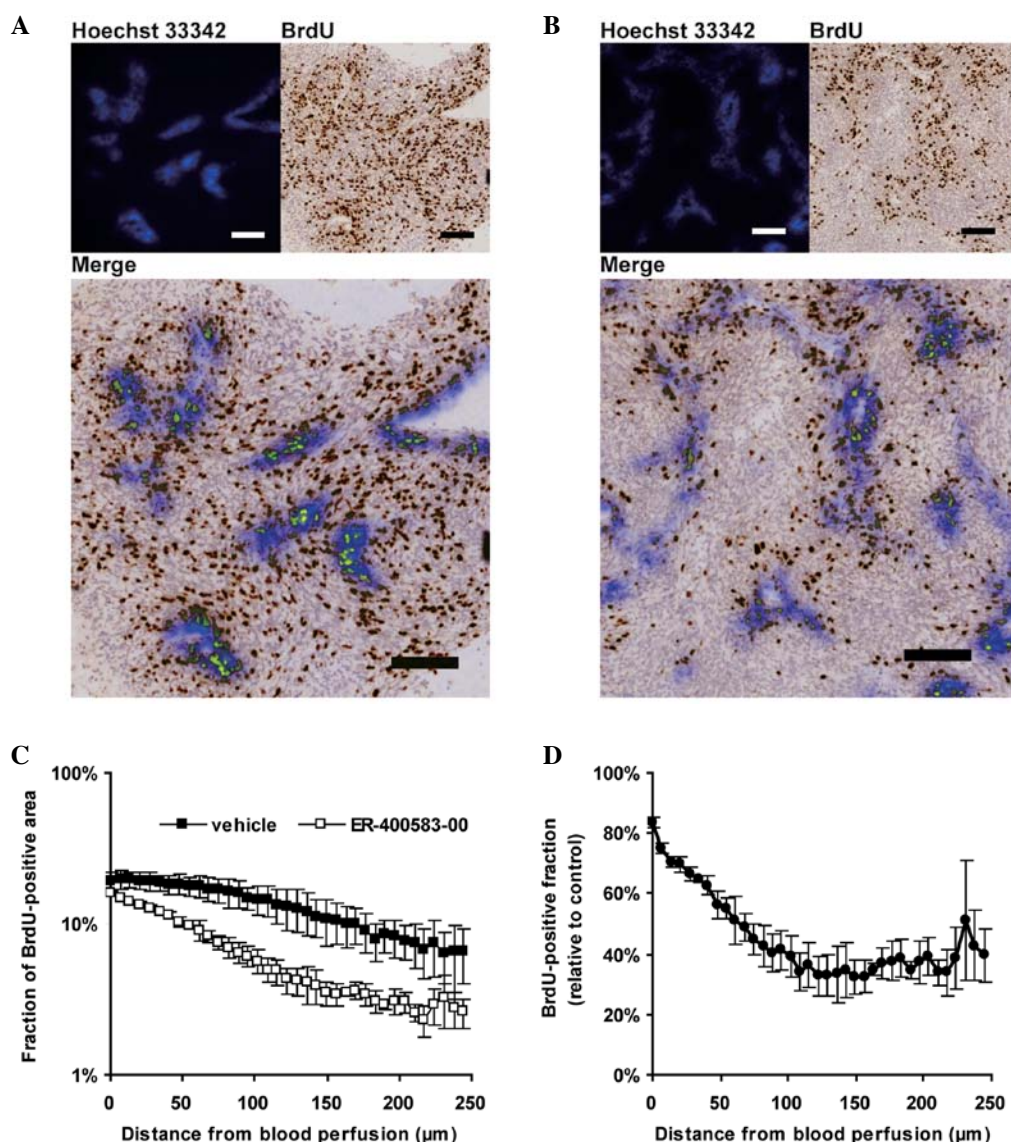 A
Hoechst 33342 BrdU
Merge
B
Hoechst 33342 BrdU
Merge
C
Fraction of BrdU-positive area
100%
10%
1%
vehicle ER-400583-00
0 50 100 150 200 250
Distance from blood perfusion (µm)
D
BrdU-positive fraction
(relative to control)
100%
80%
60%
40%
20%
0%
0 50 100 150 200 250
Distance from blood perfusion (µm)